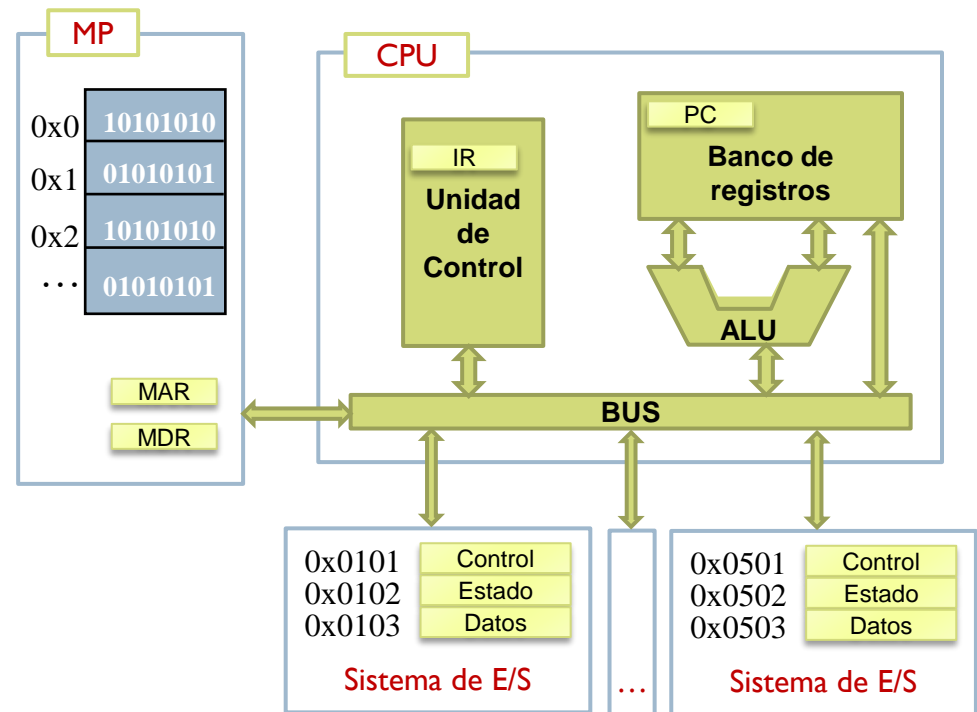 MP
0x0 10101010
0x1 01010101
0x2 10101010
... 01010101
MAR
MDR
CPU
IR
Unidad
de
Control
PC
Banco de
registros
ALU
BUS
0x0101 Control
0x0102 Estado
0x0103 Datos
Sistema de E/S
...
0x0501 Control
0x0502 Estado
0x0503 Datos
Sistema de E/S